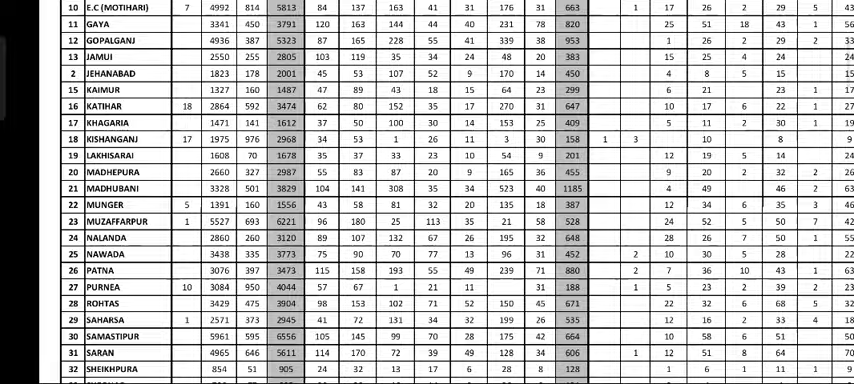 10 E.C (MOTIHARI) 7 4992 814 5813 84 137 163 41 31 176 31 663 1 17 26 2 29 5 43
11 GAYA 3341 450 3791 120 163 144 44 40 231 78 820 25 51 18 43 1 56
12 GOPALGANJ 4936 387 5323 87 165 228 55 41 339 38 953 1 26 2 29 2 33
13 JAMUI 2550 255 2805 103 119 35 34 24 48 20 383 15 25 4 24 24
2 JEHANABAD 1823 178 2001 45 53 107 52 9 170 14 450 4 8 5 15 15
15 KAIMUR 1327 160 1487 47 89 43 18 15 64 23 299 6 21 23 1 17
16 KATIHAR 18 2864 592 3474 62 80 152 35 17 270 31 647 10 17 6 22 1 27
17 KHAGARIA 1471 141 1612 37 50 100 30 14 153 25 409 5 11 2 30 1 19
18 KISHANGANJ 17 1975 976 2968 34 53 1 26 11 3 30 158 1 3 10 8 9
19 LAKHISARAI 1608 70 1678 35 37 33 23 10 54 9 201 12 19 5 14 24
20 MADHEPURA 2660 327 2987 55 83 87 20 9 165 36 455 9 20 2 32 2 26
21 MADHUBANI 3328 501 3829 104 141 308 35 34 523 40 1185 4 49 46 2 63
22 MUNGER 5 1391 160 1556 43 58 81 32 20 135 18 387 12 34 6 35 3 46
23 MUZAFFARPUR 1 5527 693 6221 96 180 25 113 35 21 58 528 24 52 5 50 7 42
24 NALANDA 2860 260 3120 89 107 132 67 26 195 32 648 28 26 7 50 1 55
25 NAWADA 3438 335 3773 75 90 70 77 13 96 31 452 2 10 30 5 28 22
26 PATNA 3076 397 3473 115 158 193 55 49 239 71 880 2 7 36 10 43 1 63
27 PURNEA 10 3084 950 4044 57 67 1 21 11 31 188 1 5 23 2 39 2 23
28 ROHTAS 3429 475 3904 98 153 102 71 52 150 45 671 22 32 6 68 5 32
29 SAHARSA 1 2571 373 2945 41 72 131 34 32 199 26 535 12 16 2 33 4 18
30 SAMASTIPUR 5961 595 6556 105 145 99 70 28 175 42 664 10 58 6 51 50
31 SARAN 4965 646 5611 114 170 72 39 49 128 34 606 1 12 51 8 64 70
32 SHEIKHPURA 854 51 905 24 32 13 17 6 28 8 128 1 6 1 11 1 9